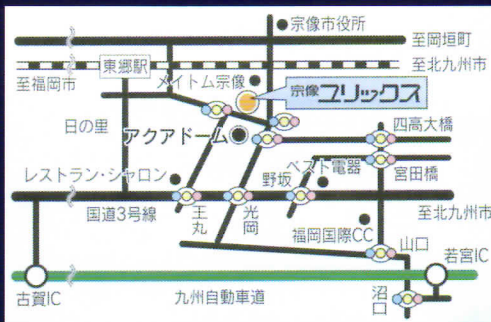 宗像市役所
至岡垣町
東郷駅
至北九州市
至福岡市
メイトム宗像
宗像ユリックス
日の里
アクアドーム
四高大橋
レストラン・シャロン
野坂
ベスト電器
宮田橋
国道3号線
王丸
光岡
福岡国際CC
至北九州市
山口
若宮IC
古賀IC
九州自動車道
沼口